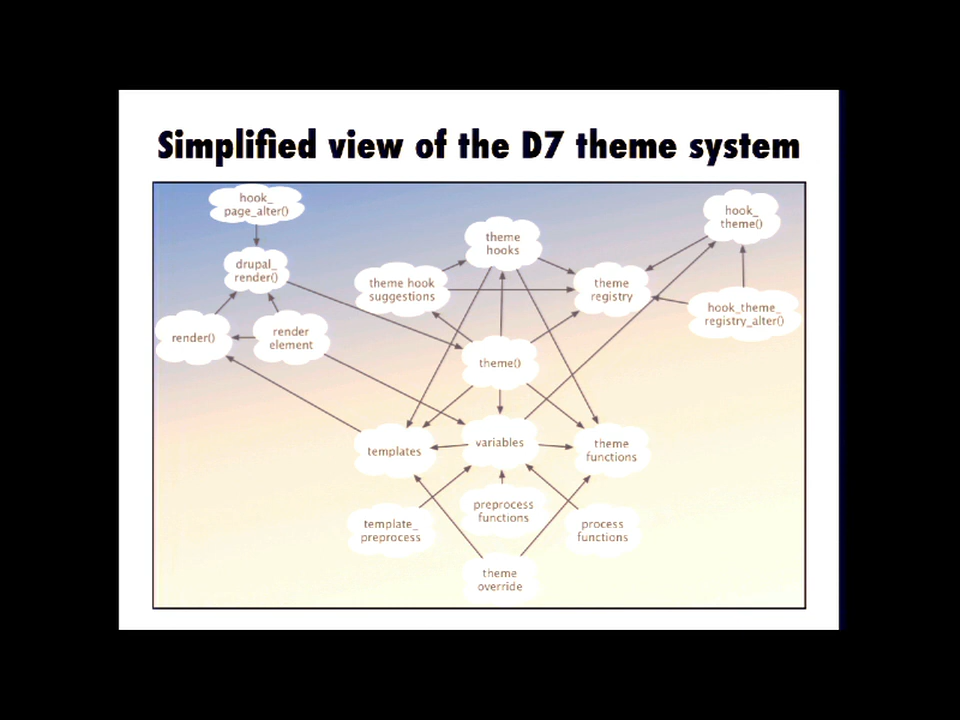 Simplified view of the D7 theme system
hook_
page_alter()
hook_
theme()
theme
hooks
drupal_
render()
theme hook
suggestions
theme
registry
hook_theme_
registry_alter()
render()
render
element
theme()
templates
variables
theme
functions
template_
preprocess
preprocess
functions
process
functions
theme
override